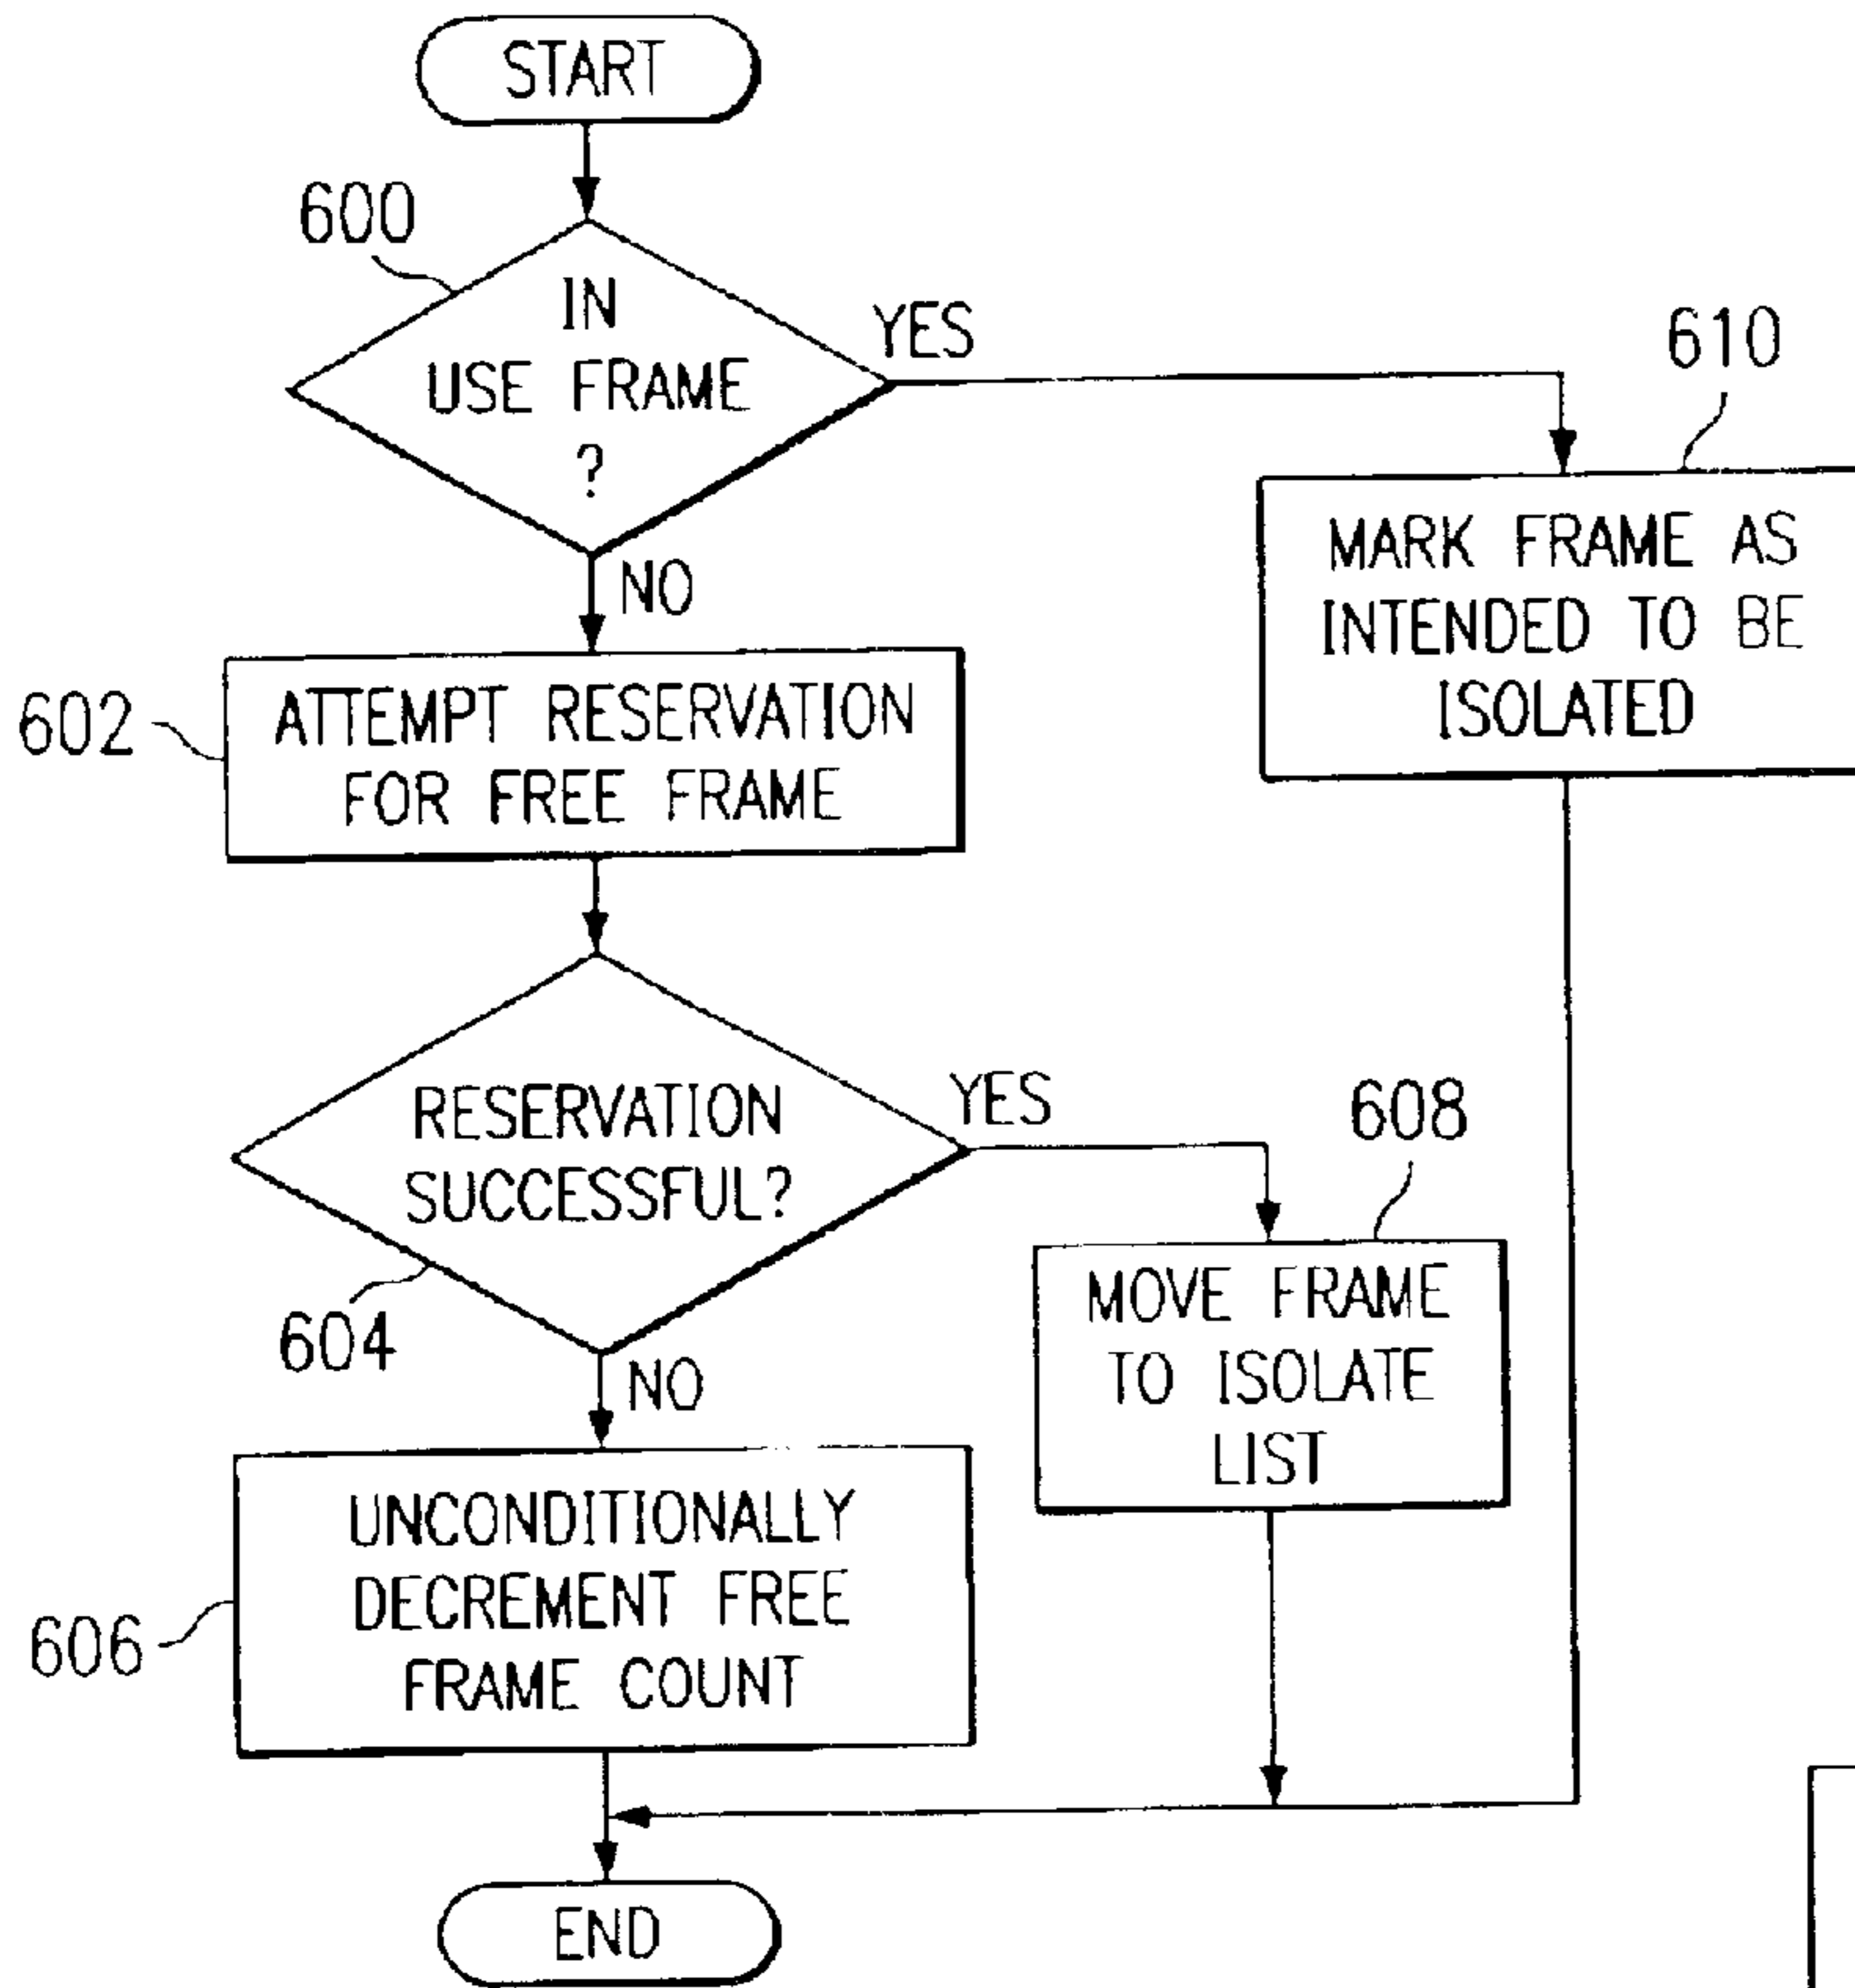 START
600
IN
USE FRAME
?
YES
610
MARK FRAME AS
INTENDED TO BE
ISOLATED
NO
602
ATTEMPT RESERVATION
FOR FREE FRAME
RESERVATION
SUCCESSFUL?
YES
604
608
MOVE FRAME
TO ISOLATE
LIST
NO
606
UNCONDITIONALLY
DECREMENT FREE
FRAME COUNT
END